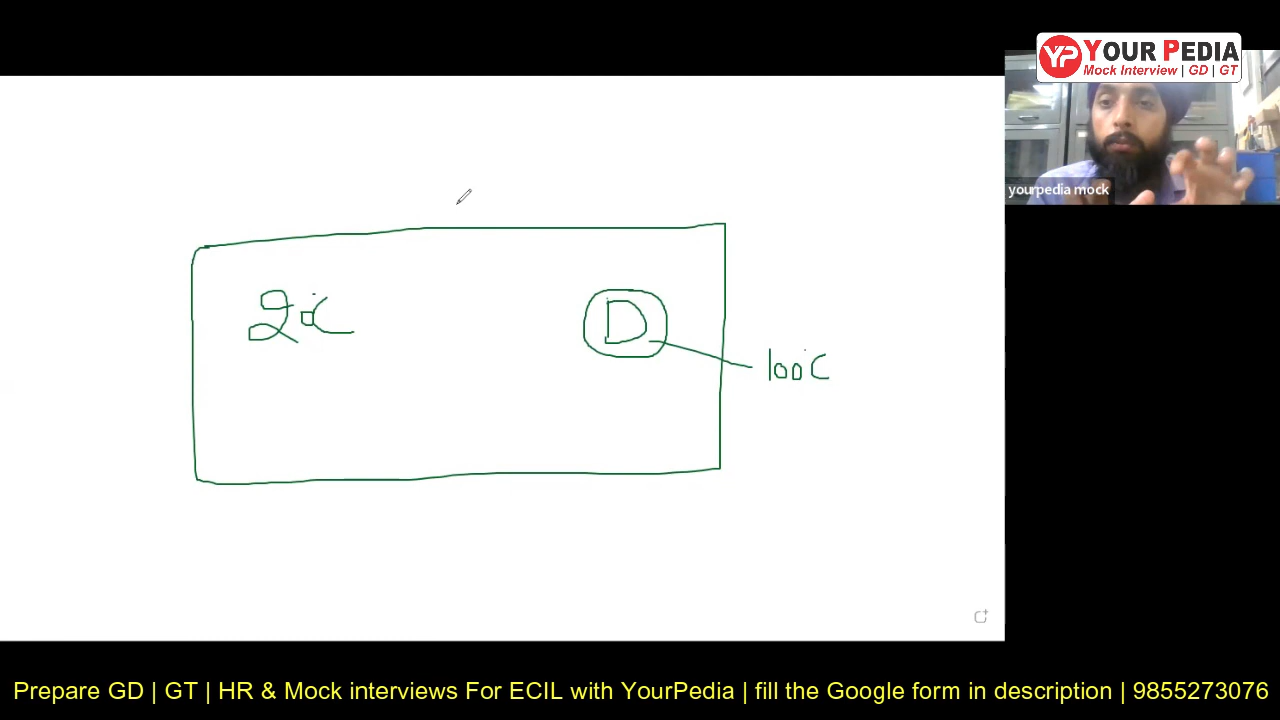 YP YOUR PEDIA
Mock Interview | GD | GT
yourpedia mock
20°C
D
100°C
Prepare GD | GT | HR & Mock interviews For ECIL with YourPedia | fill the Google form in description | 9855273076